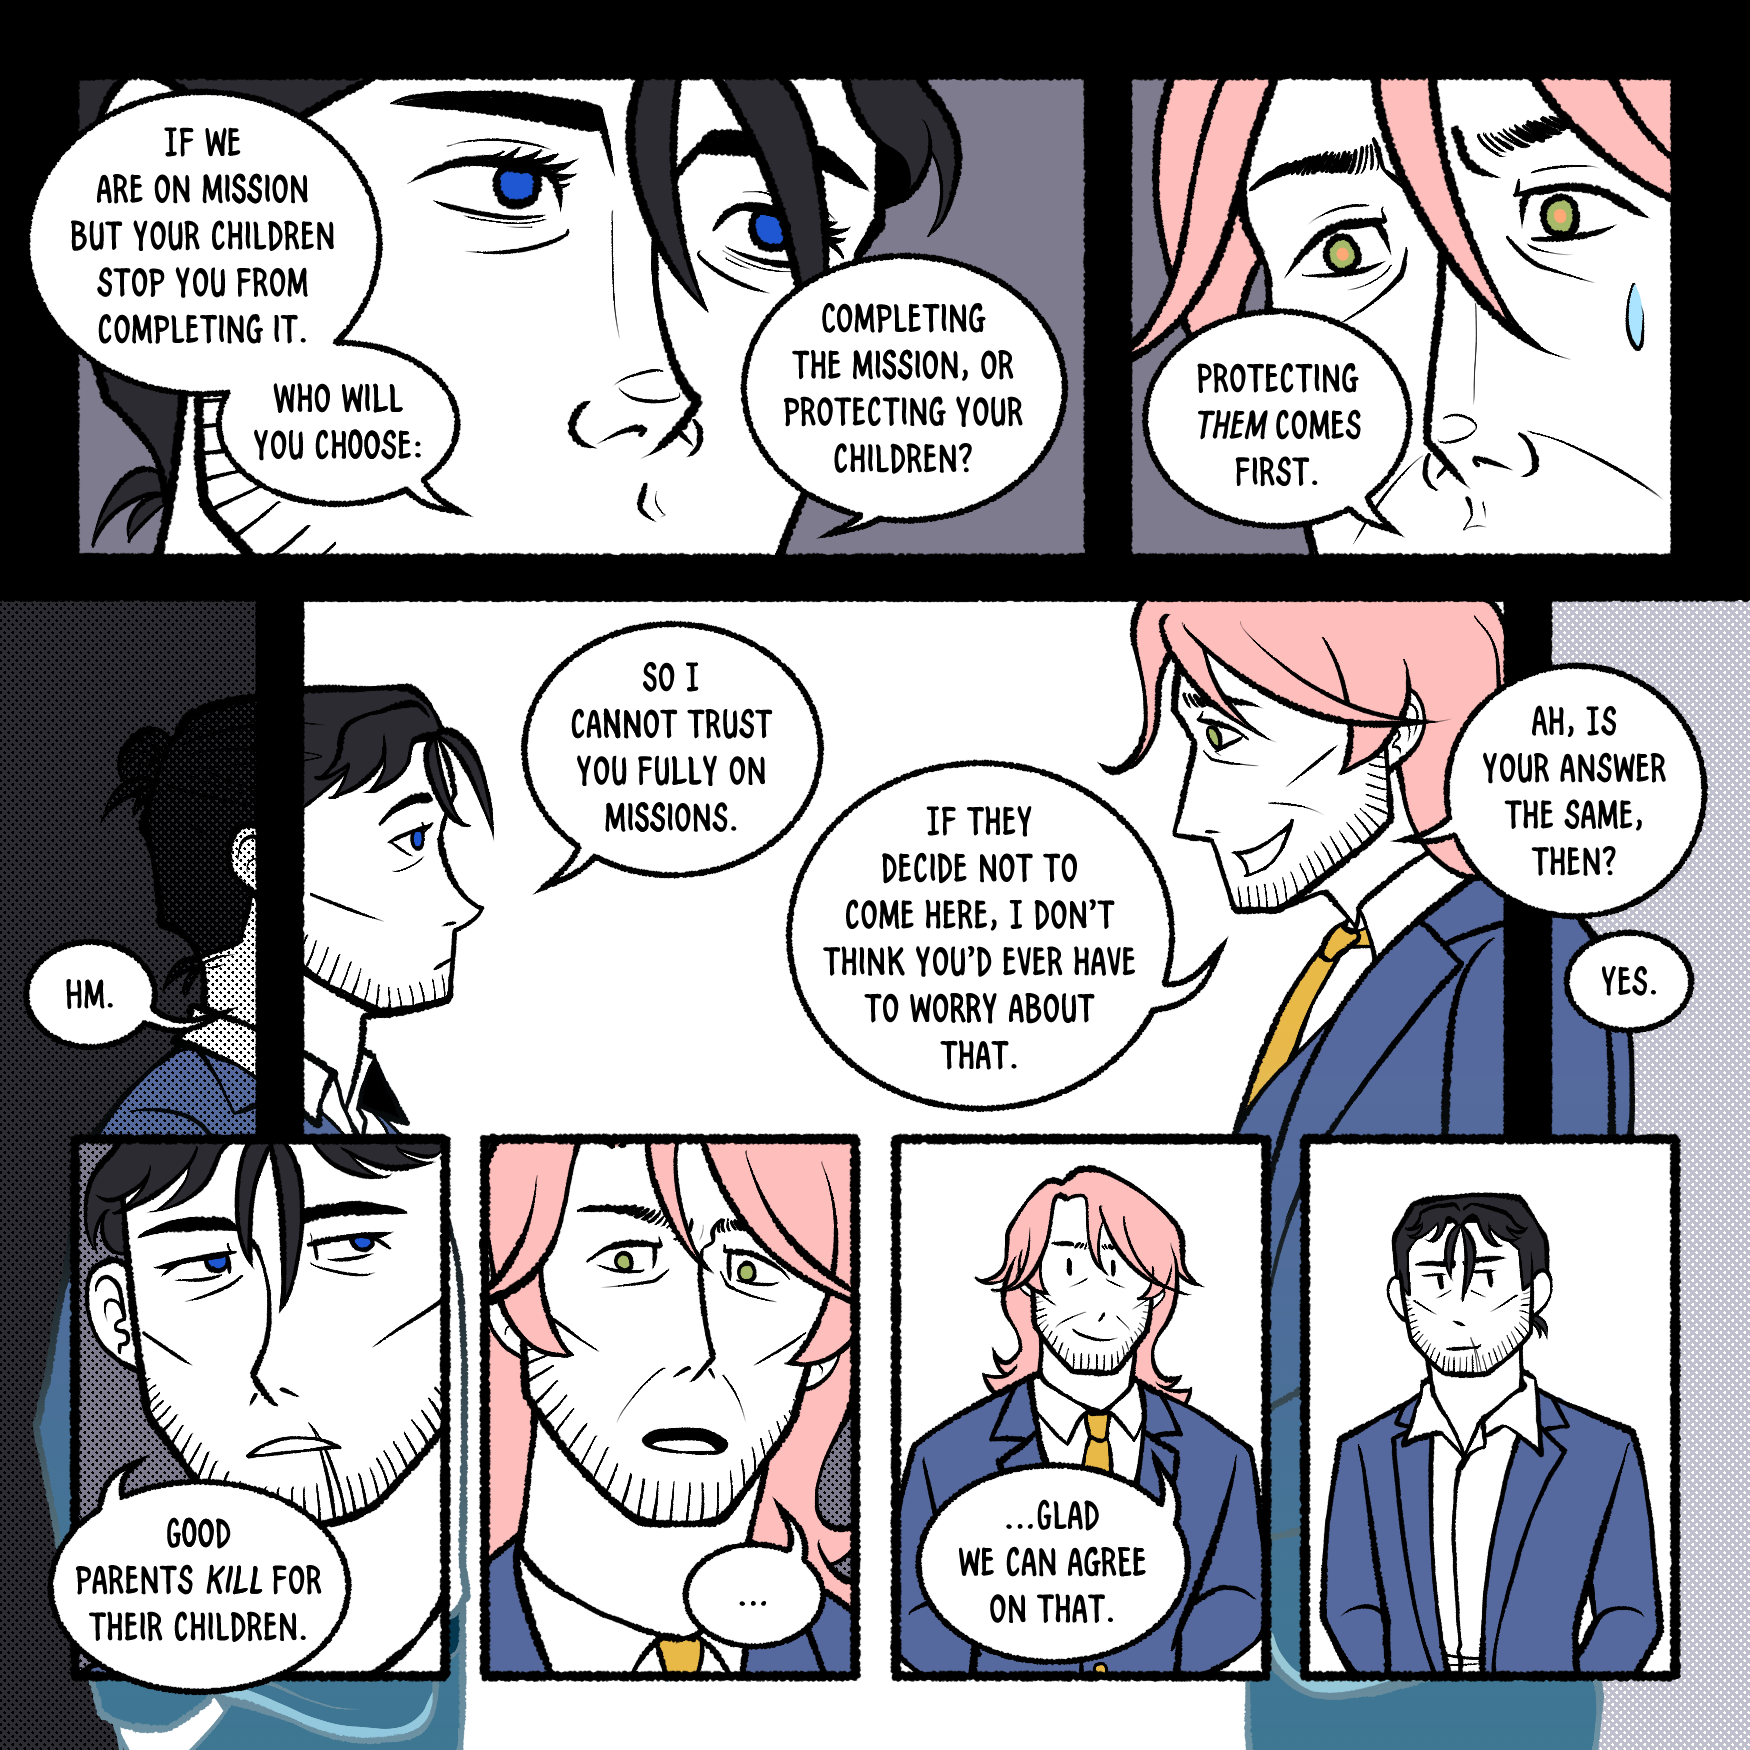 IF WE
ARE ON MISSION
BUT YOUR CHILDREN
STOP YOU FROM
COMPLETING IT.
WHO WILL
YOU CHOOSE:
COMPLETING
THE MISSION, OR
PROTECTING YOUR
CHILDREN?
PROTECTING
THEM COMES
FIRST.
HM.
SO I
CANNOT TRUST
YOU FULLY ON
MISSIONS.
IF THEY
DECIDE NOT TO
COME HERE, I DON'T
THINK YOU'D EVER HAVE
TO WORRY ABOUT
THAT.
AH, IS
YOUR ANSWER
THE SAME,
THEN?
YES.
GOOD
PARENTS KILL FOR
THEIR CHILDREN.
...
...GLAD
WE CAN AGREE
ON THAT.